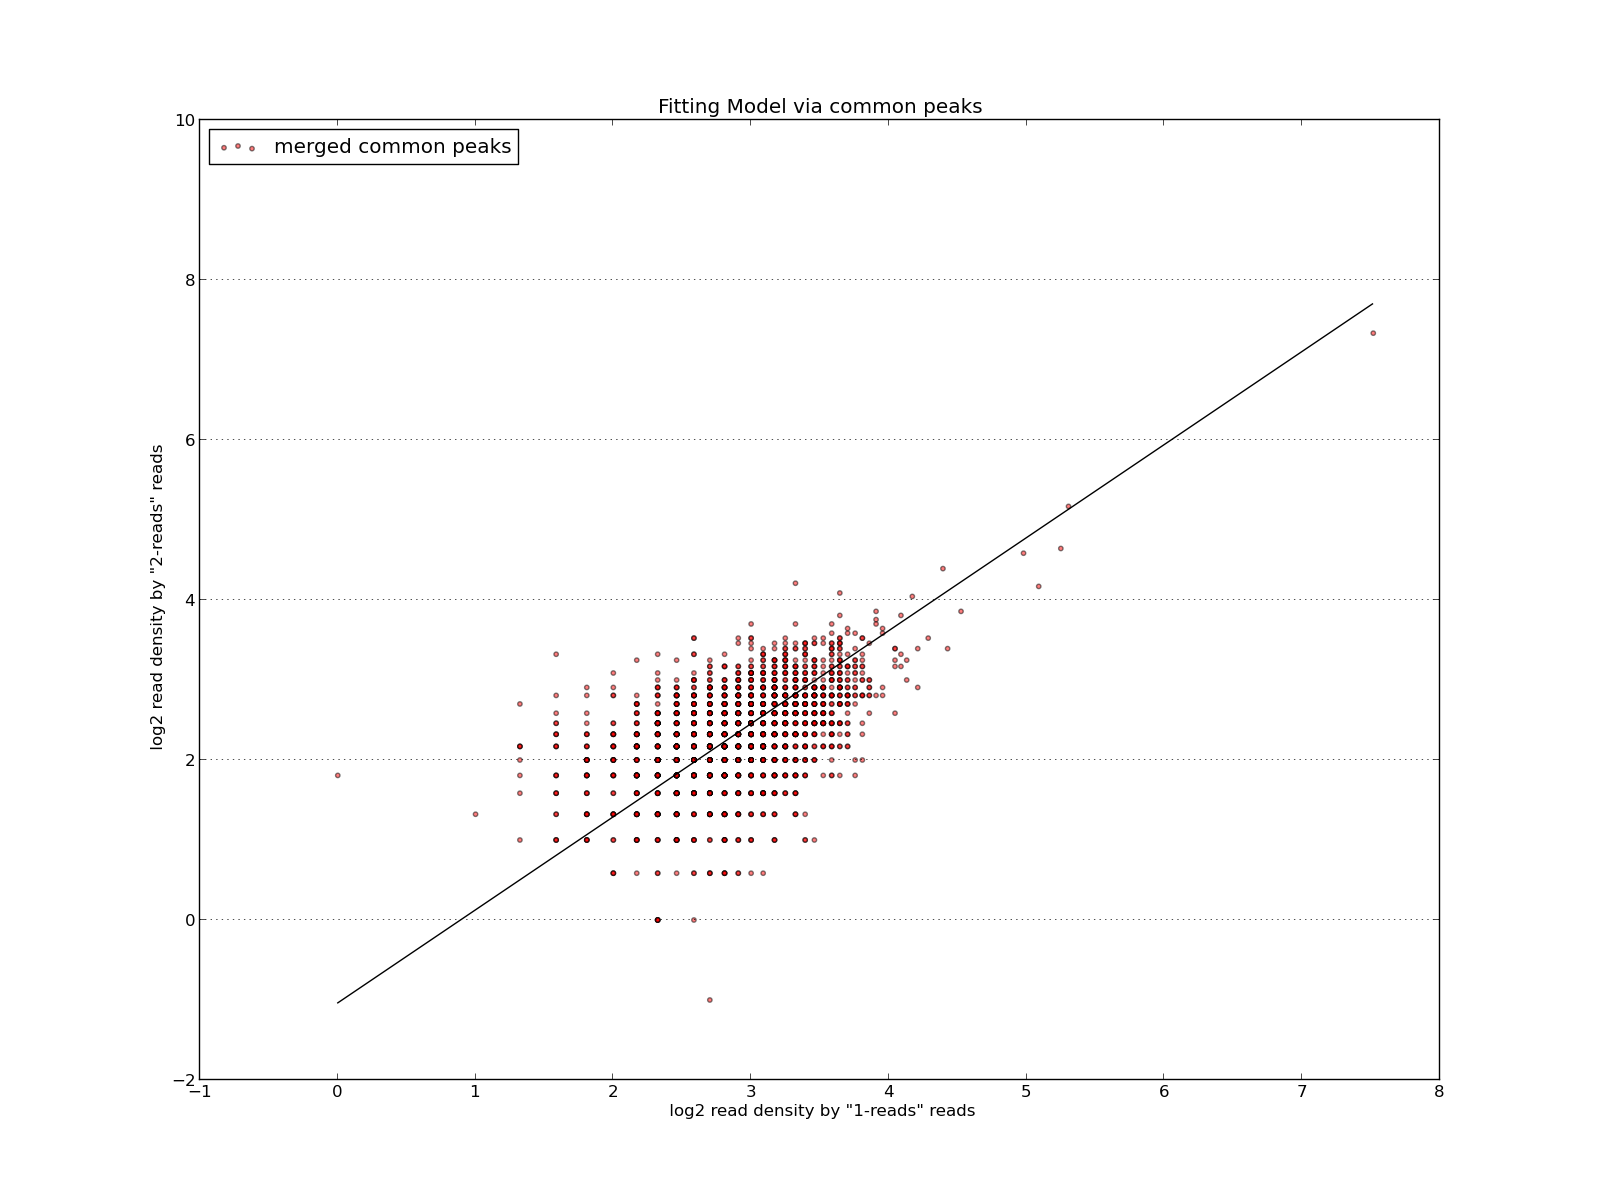 Fitting Model via common peaks
merged common peaks
10
8
6
4
2
0
−2
log2 read density by "2-reads" reads
−1 0 1 2 3 4 5 6 7 8
log2 read density by "1-reads" reads